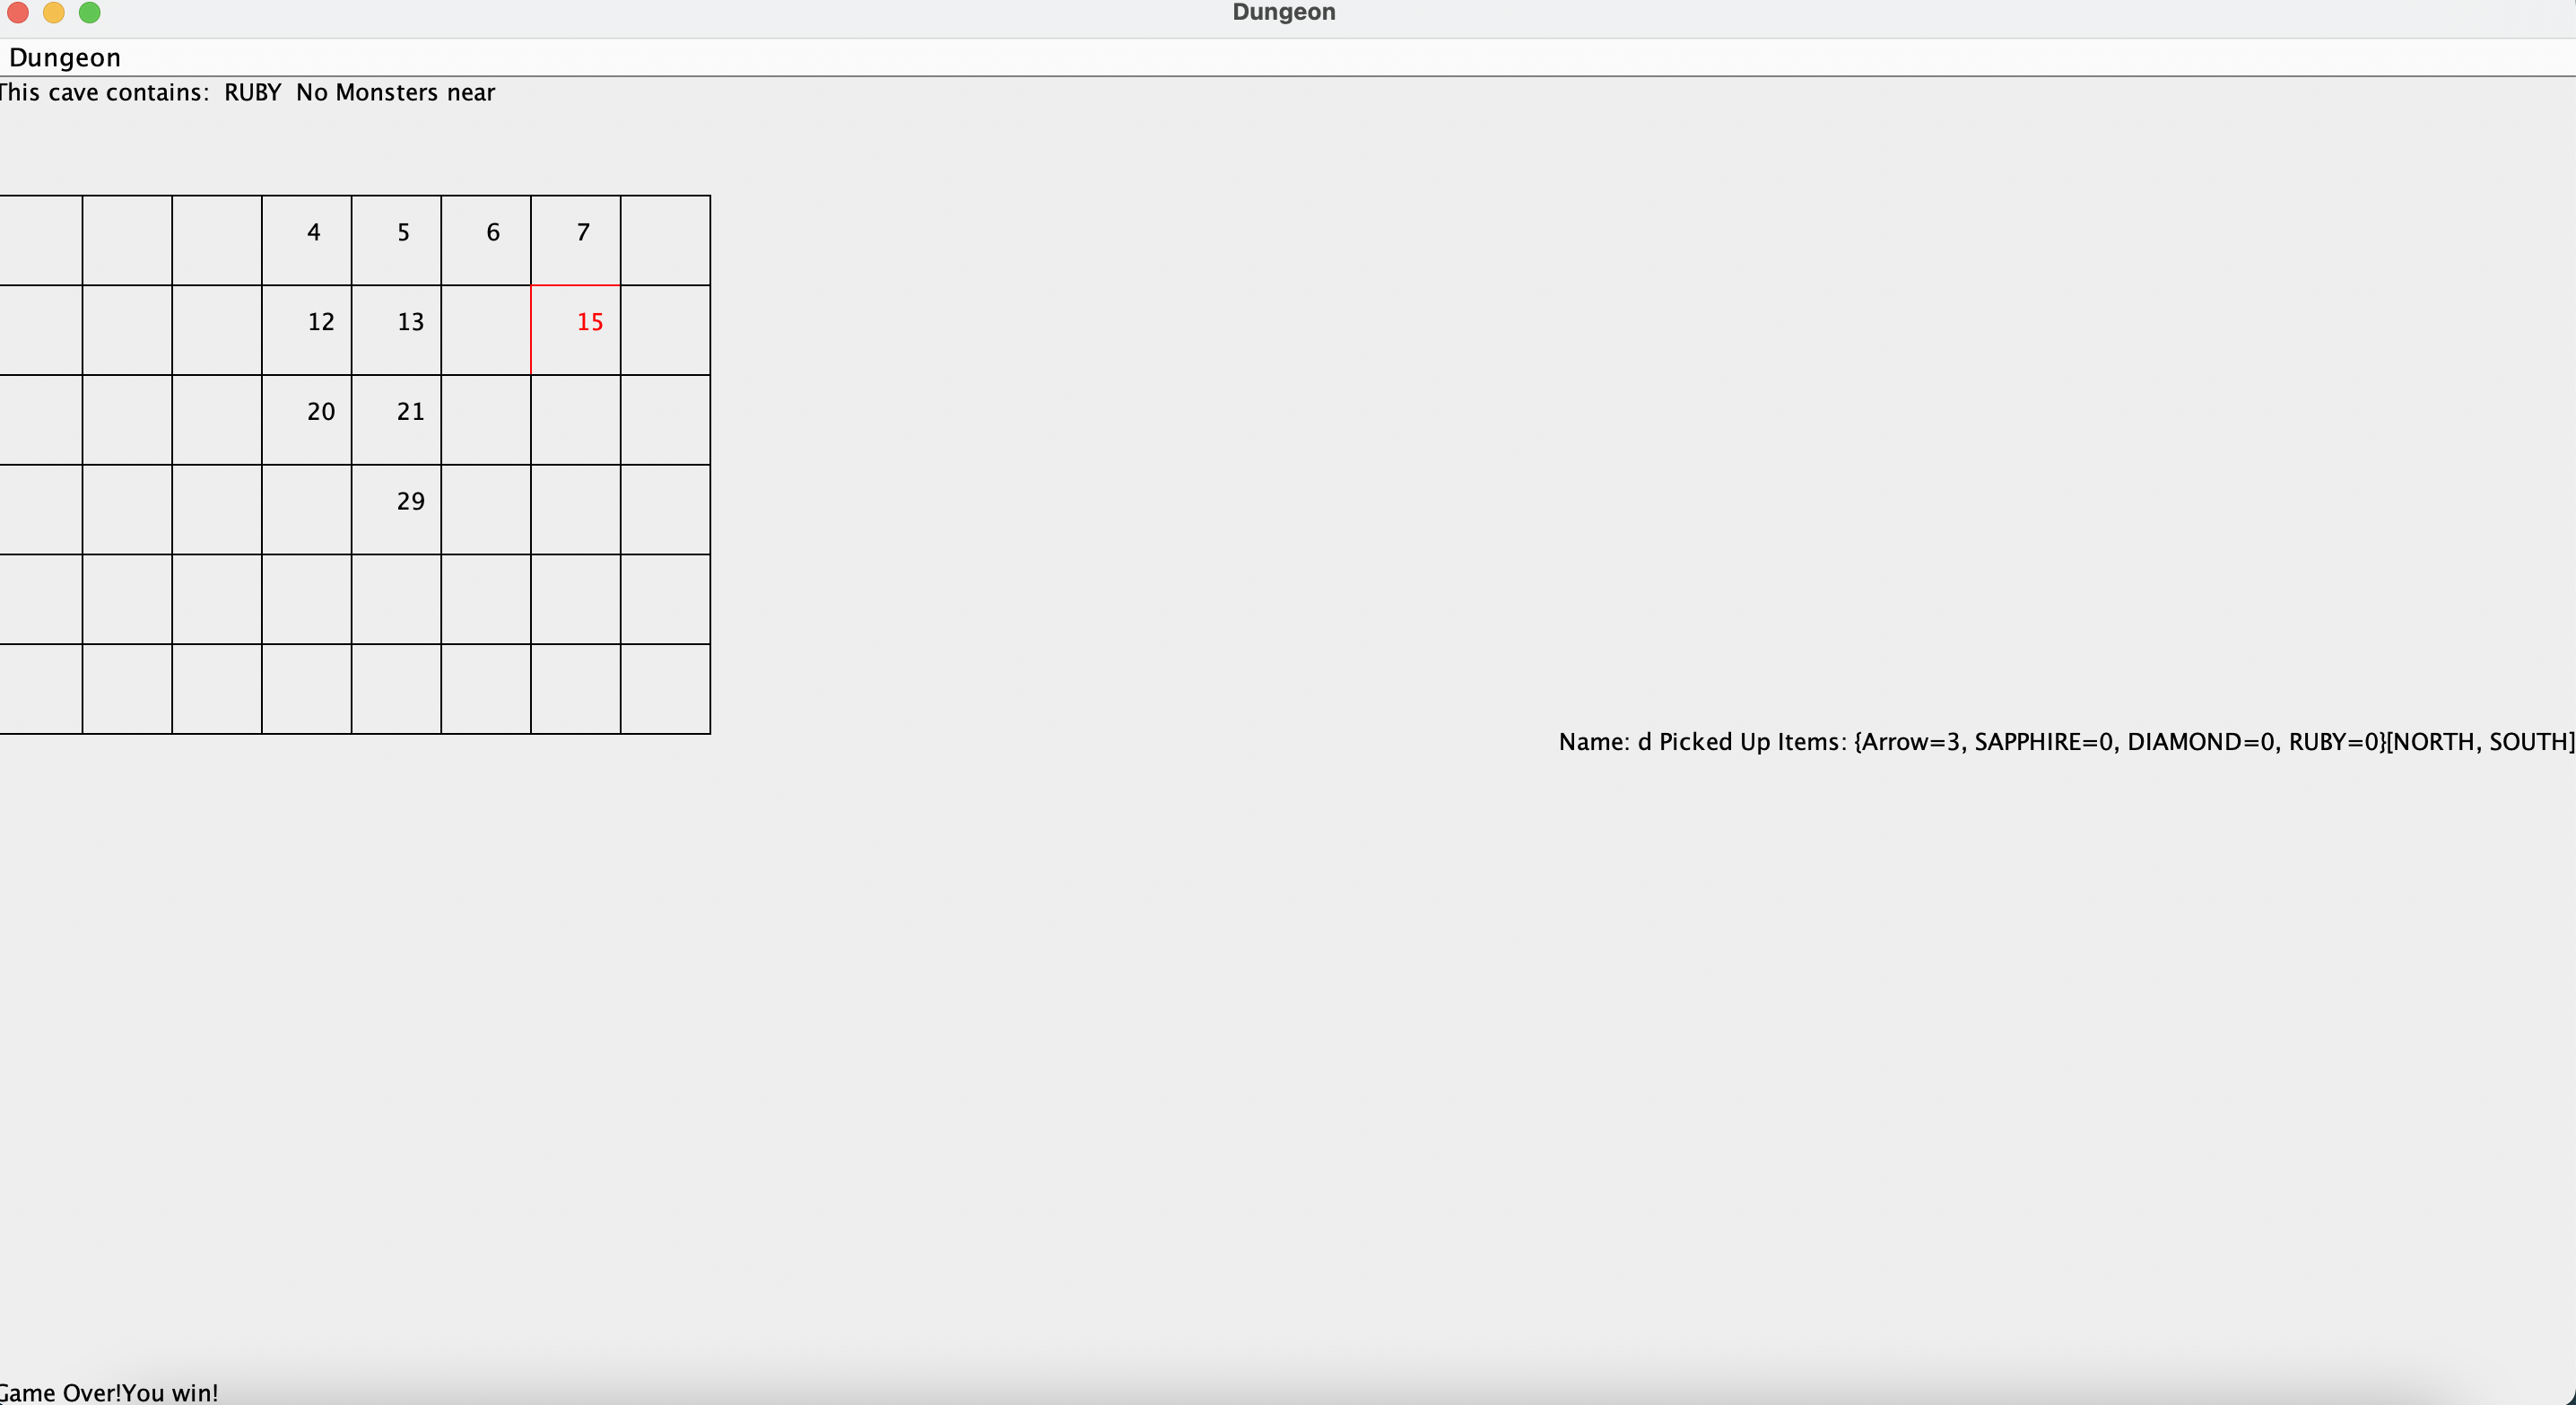 Dungeon
Dungeon
This cave contains: RUBY No Monsters near
4 5 6 7
12 13 15
20 21
29
Name: d Picked Up Items: {Arrow=3, SAPPHIRE=0, DIAMOND=0, RUBY=0}[NORTH, SOUTH]
Game Over!You win!